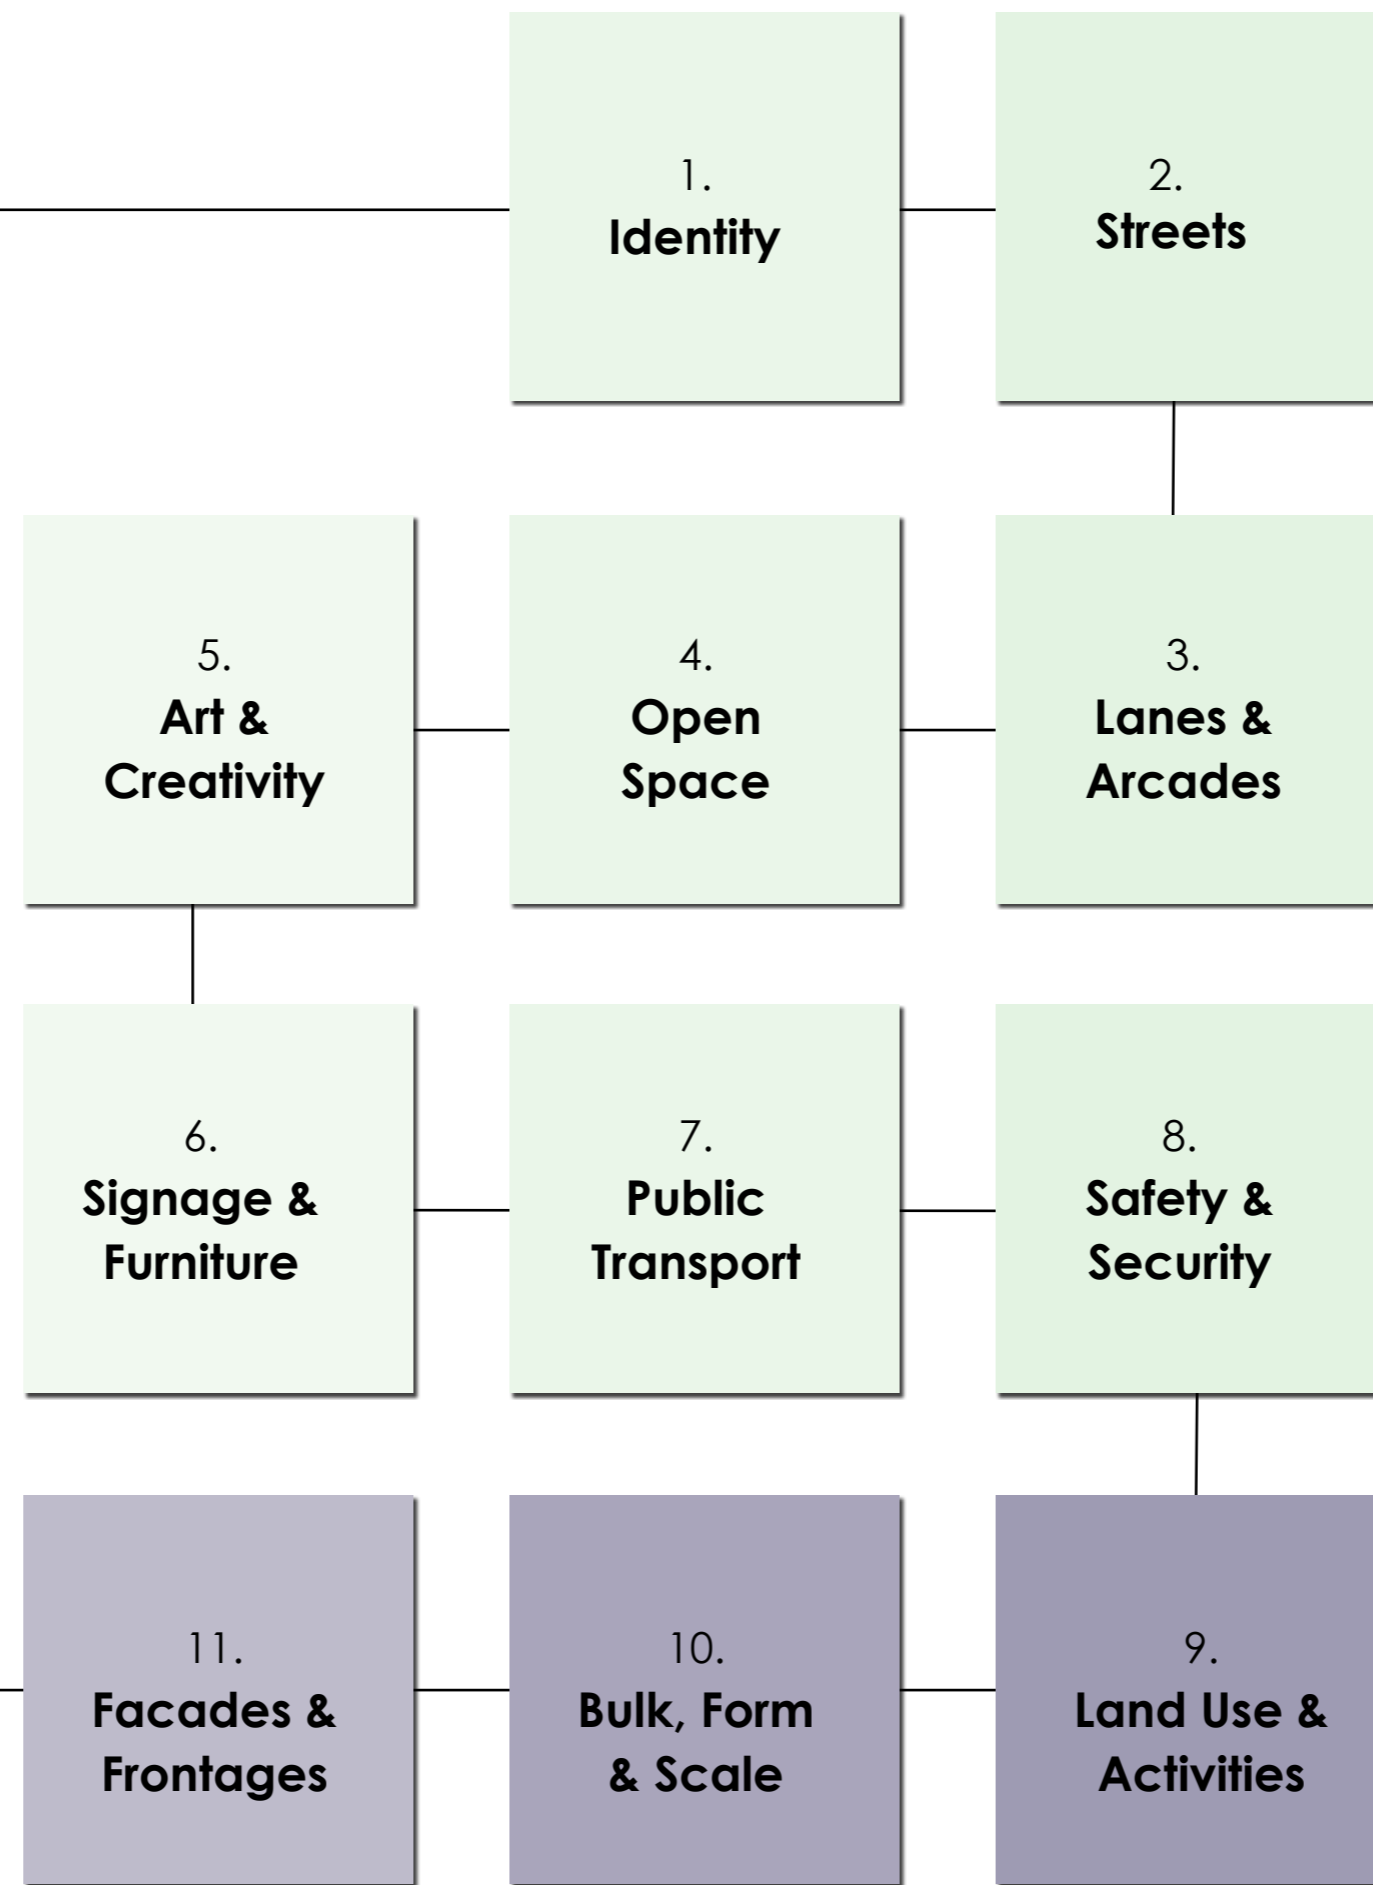 1.
Identity
2.
Streets
3.
Lanes &
Arcades
4.
Open
Space
5.
Art &
Creativity
6.
Signage &
Furniture
7.
Public
Transport
8.
Safety &
Security
9.
Land Use &
Activities
10.
Bulk, Form
& Scale
11.
Facades &
Frontages